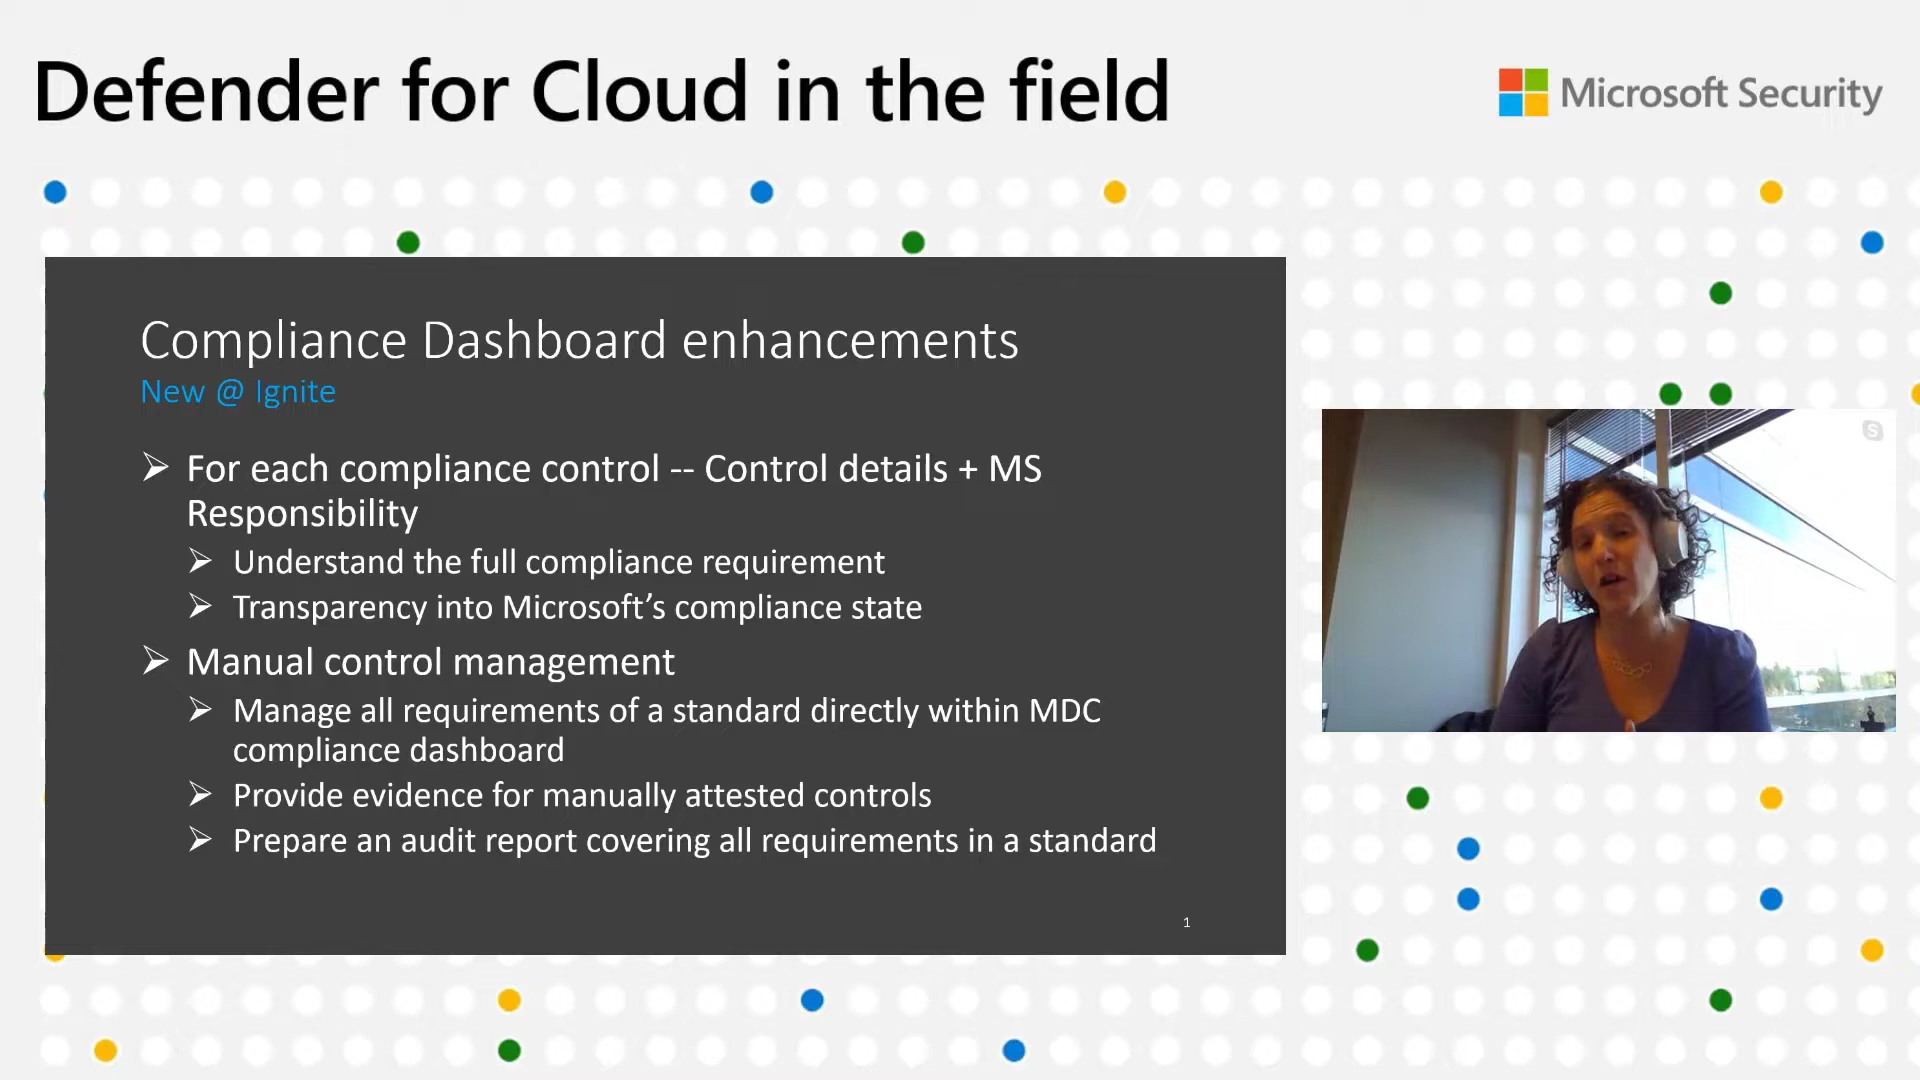 Defender for Cloud in the field
Microsoft Security
Compliance Dashboard enhancements
New @ Ignite
For each compliance control -- Control details + MS
Responsibility
Understand the full compliance requirement
Transparency into Microsoft’s compliance state
Manual control management
Manage all requirements of a standard directly within MDC
compliance dashboard
Provide evidence for manually attested controls
Prepare an audit report covering all requirements in a standard
1
S